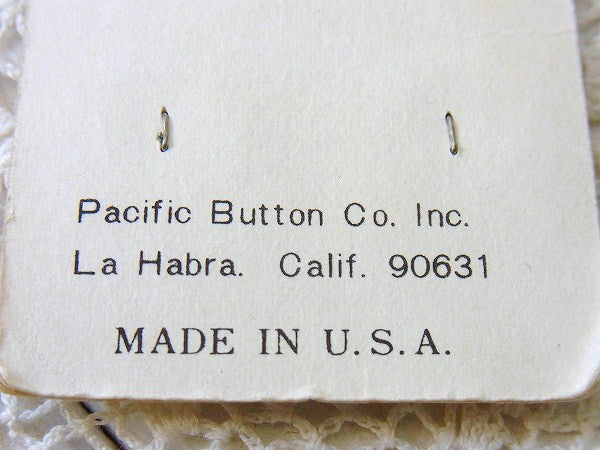 Pacific Button Co. Inc.
La Habra. Calif. 90631
MADE IN U.S.A.